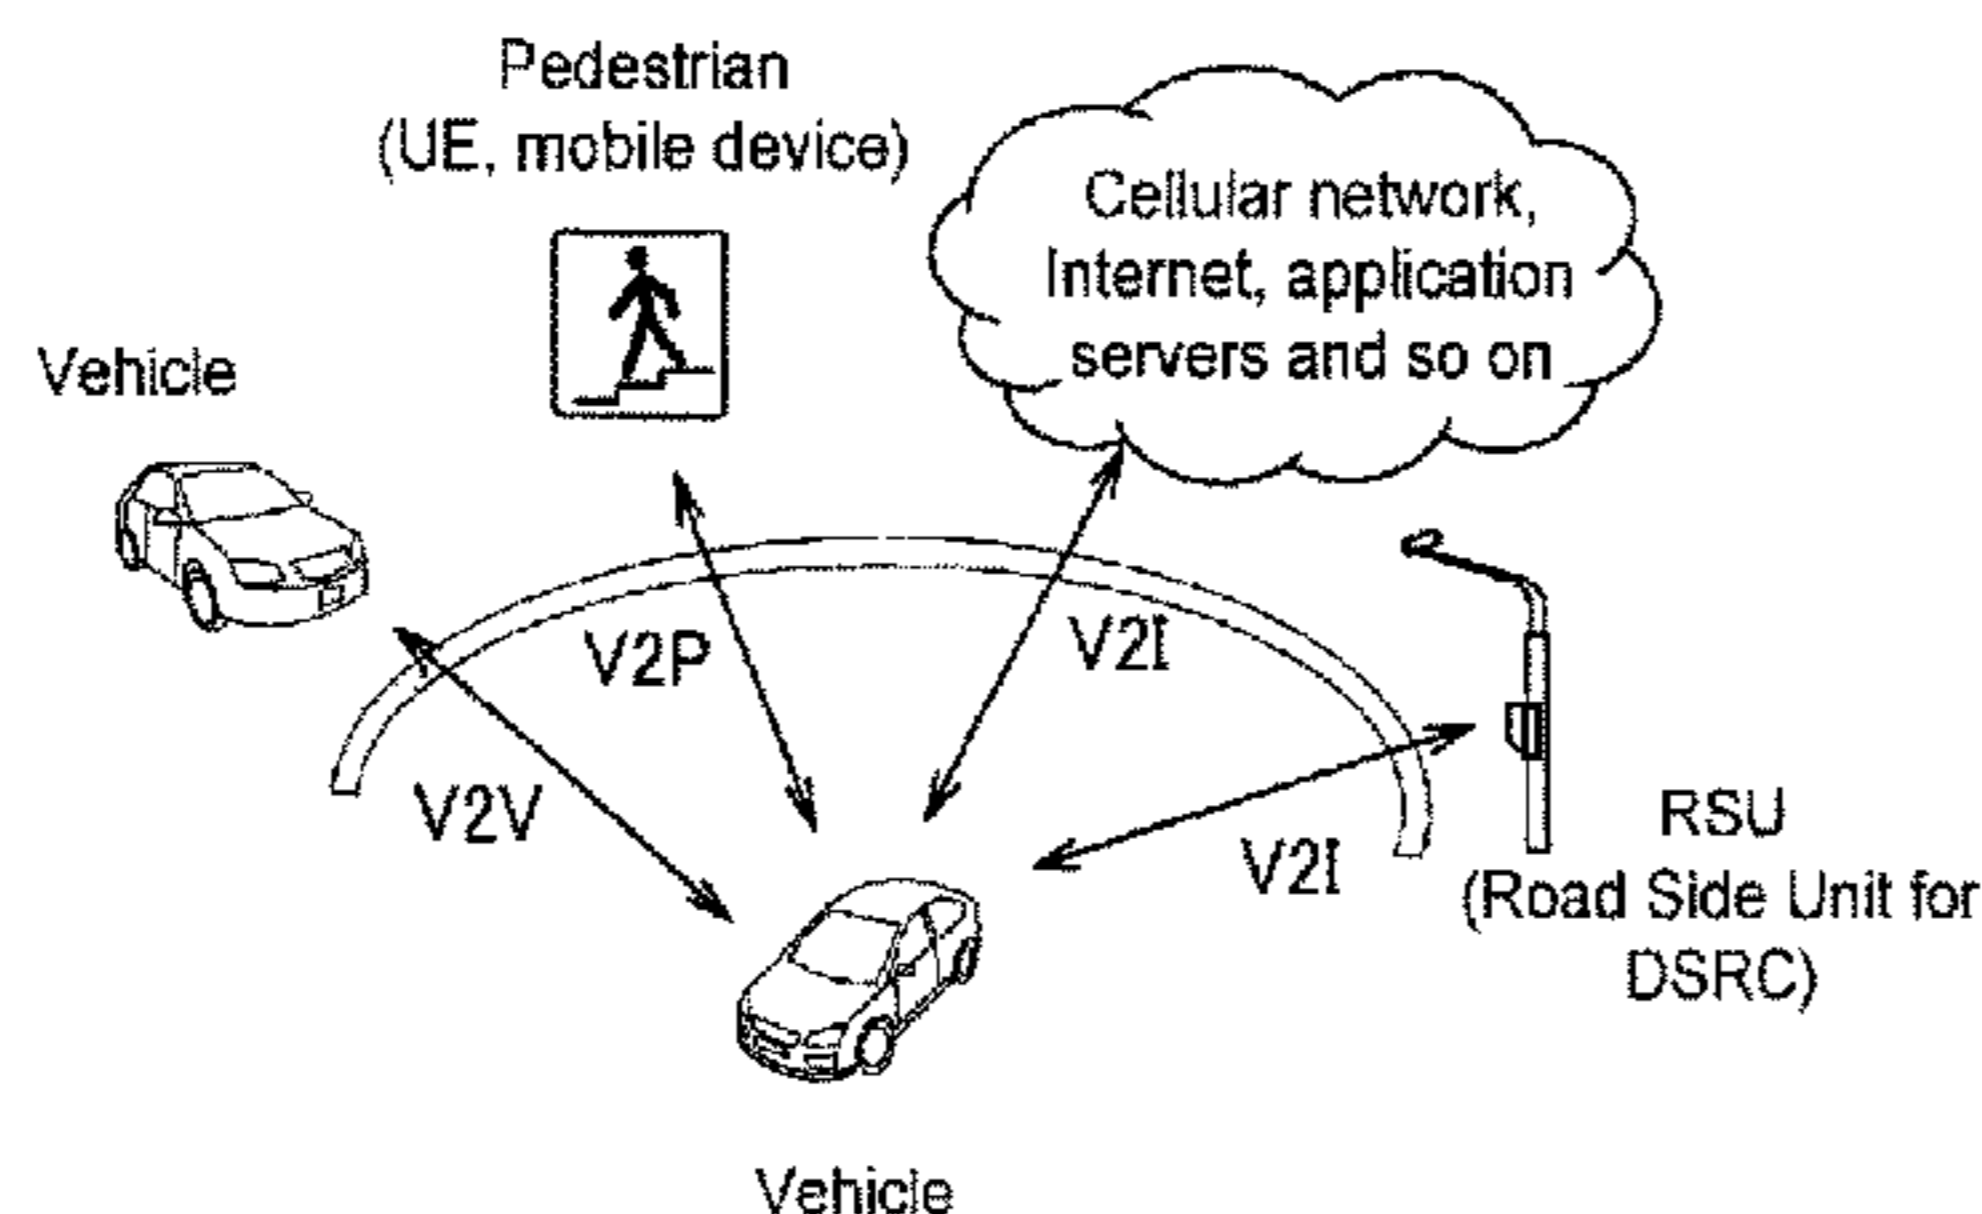 Pedestrian
(UE, mobile device)
Cellular network,
Internet, application
servers and so on
Vehicle
V2P
V2I
V2V
V2I
RSU
(Road Side Unit for
DSRC)
Vehicle